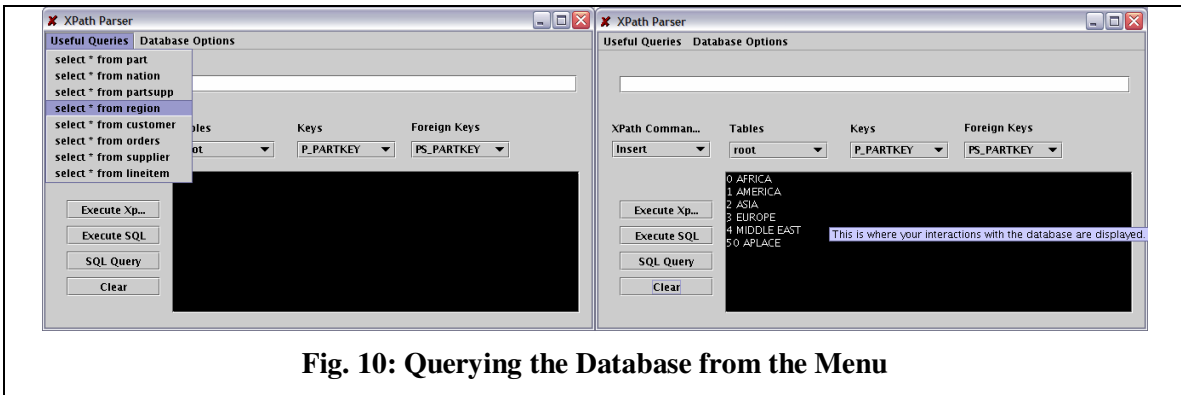 XPath Parser
Useful Queries Database Options
select * from part
select * from nation
select * from partsupp
select * from region
select * from customer
select * from orders
select * from supplier
select * from lineitem
Keys Foreign Keys
P_PARTKEY PS_PARTKEY
Execute Xp...
Execute SQL
SQL Query
Clear
XPath Parser
Useful Queries Database Options
XPath Comman... Tables Keys Foreign Keys
Insert root P_PARTKEY PS_PARTKEY
0 AFRICA
1 AMERICA
2 ASIA
3 EUROPE
4 MIDDLE EAST
50 APLACE
This is where your interactions with the database are displayed.
Execute Xp...
Execute SQL
SQL Query
Clear
Fig. 10: Querying the Database from the Menu